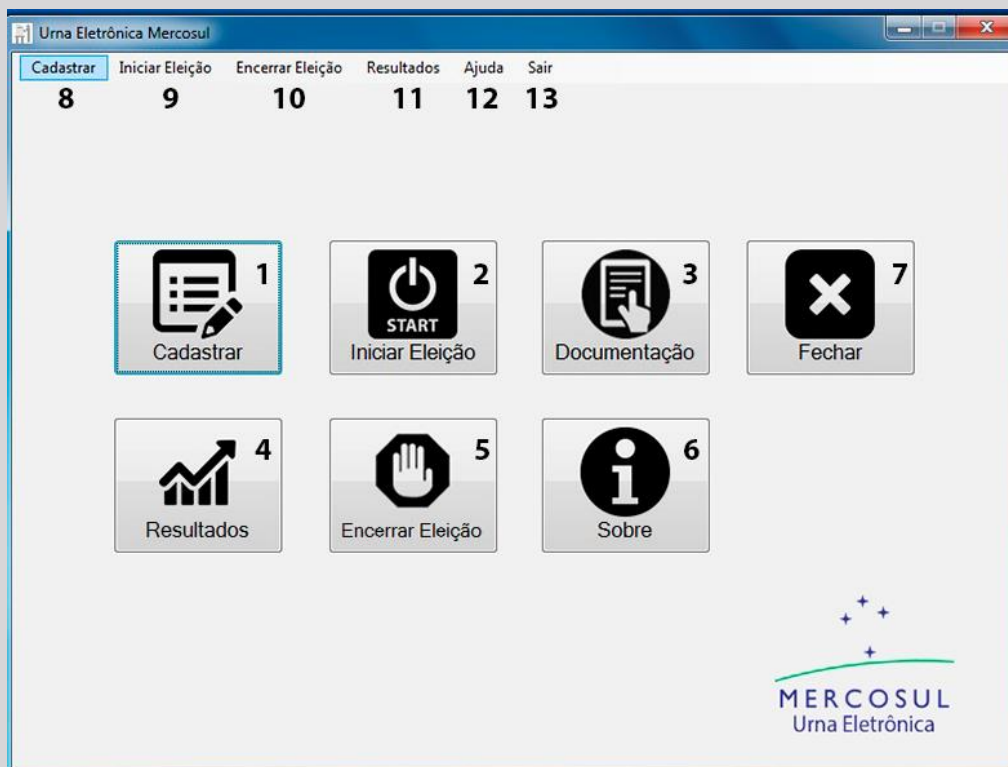 Urna Eletrônica Mercosul
Cadastrar Iniciar Eleição Encerrar Eleição Resultados Ajuda Sair
8 9 10 11 12 13
1 2 3 7
START
Cadastrar Iniciar Eleição Documentação Fechar
4 5 6
Resultados Encerrar Eleição Sobre
MERCOSUL
Urna Eletrônica